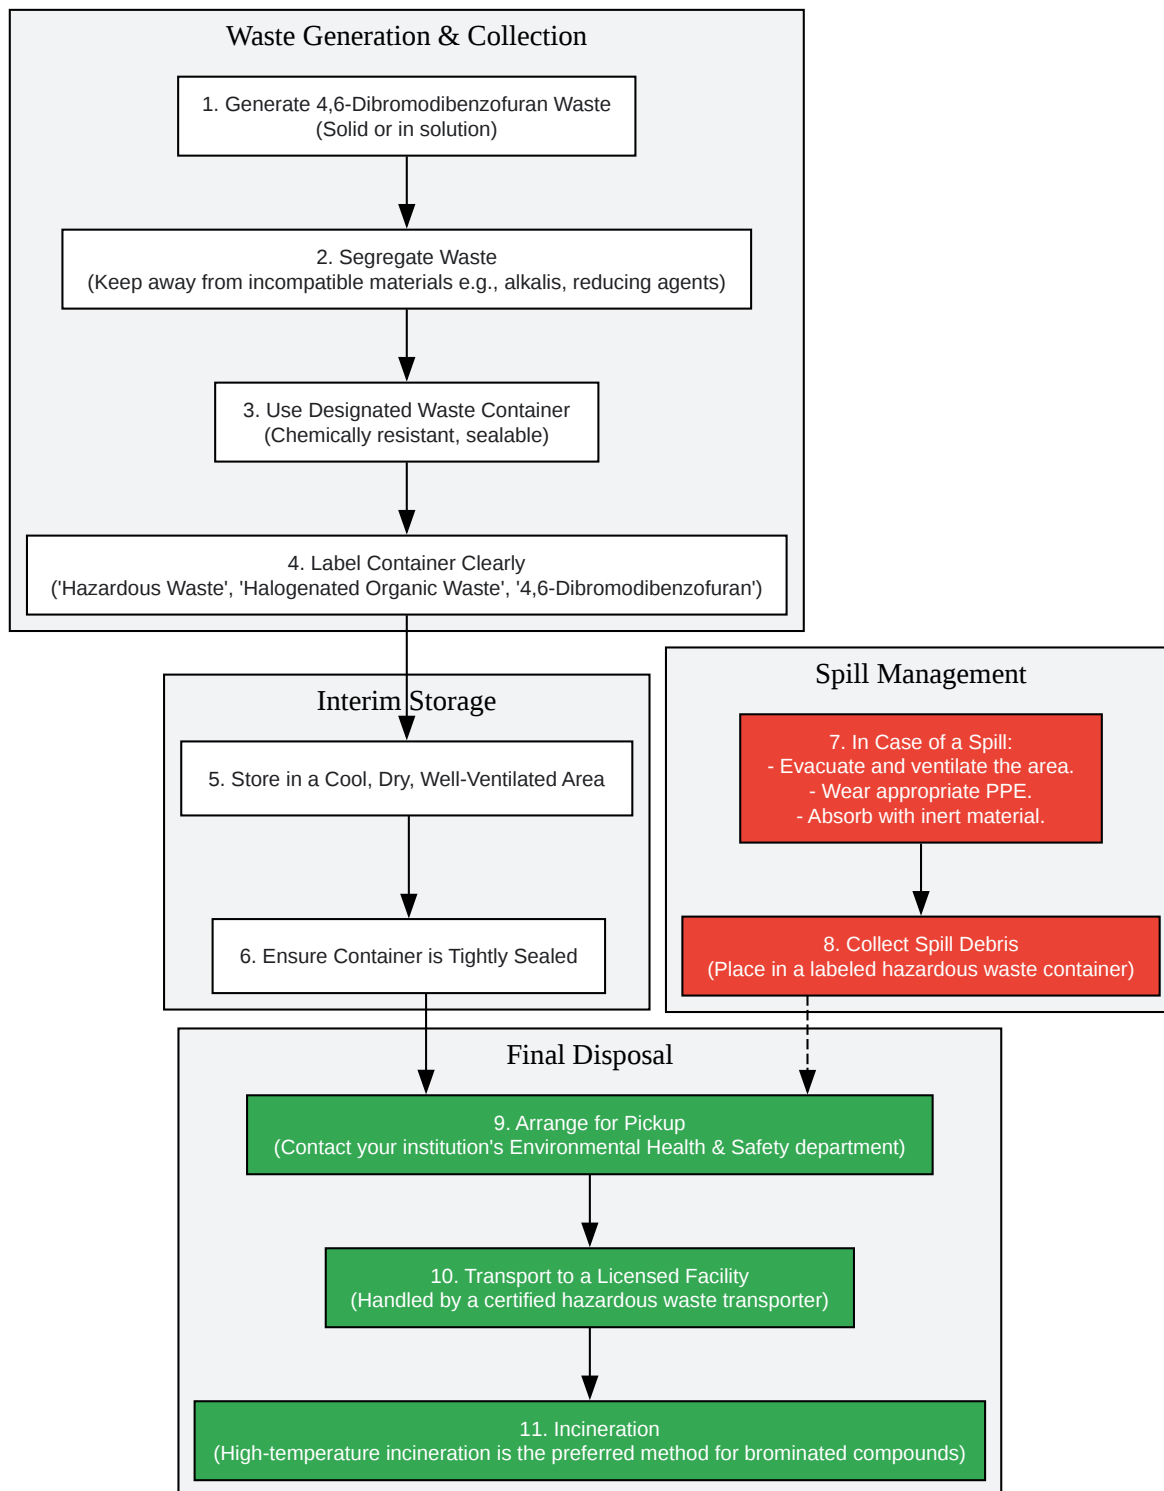 Waste Generation & Collection
1. Generate 4,6-Dibromodibenzofuran Waste
(Solid or in solution)
2. Segregate Waste
(Keep away from incompatible materials e.g., alkalis, reducing agents)
3. Use Designated Waste Container
(Chemically resistant, sealable)
4. Label Container Clearly
('Hazardous Waste', 'Halogenated Organic Waste', '4,6-Dibromodibenzofuran')
Interim Storage
5. Store in a Cool, Dry, Well-Ventilated Area
6. Ensure Container is Tightly Sealed
Spill Management
7. In Case of a Spill:
- Evacuate and ventilate the area.
- Wear appropriate PPE.
- Absorb with inert material.
8. Collect Spill Debris
(Place in a labeled hazardous waste container)
Final Disposal
9. Arrange for Pickup
(Contact your institution's Environmental Health & Safety department)
10. Transport to a Licensed Facility
(Handled by a certified hazardous waste transporter)
11. Incineration
(High-temperature incineration is the preferred method for brominated compounds)